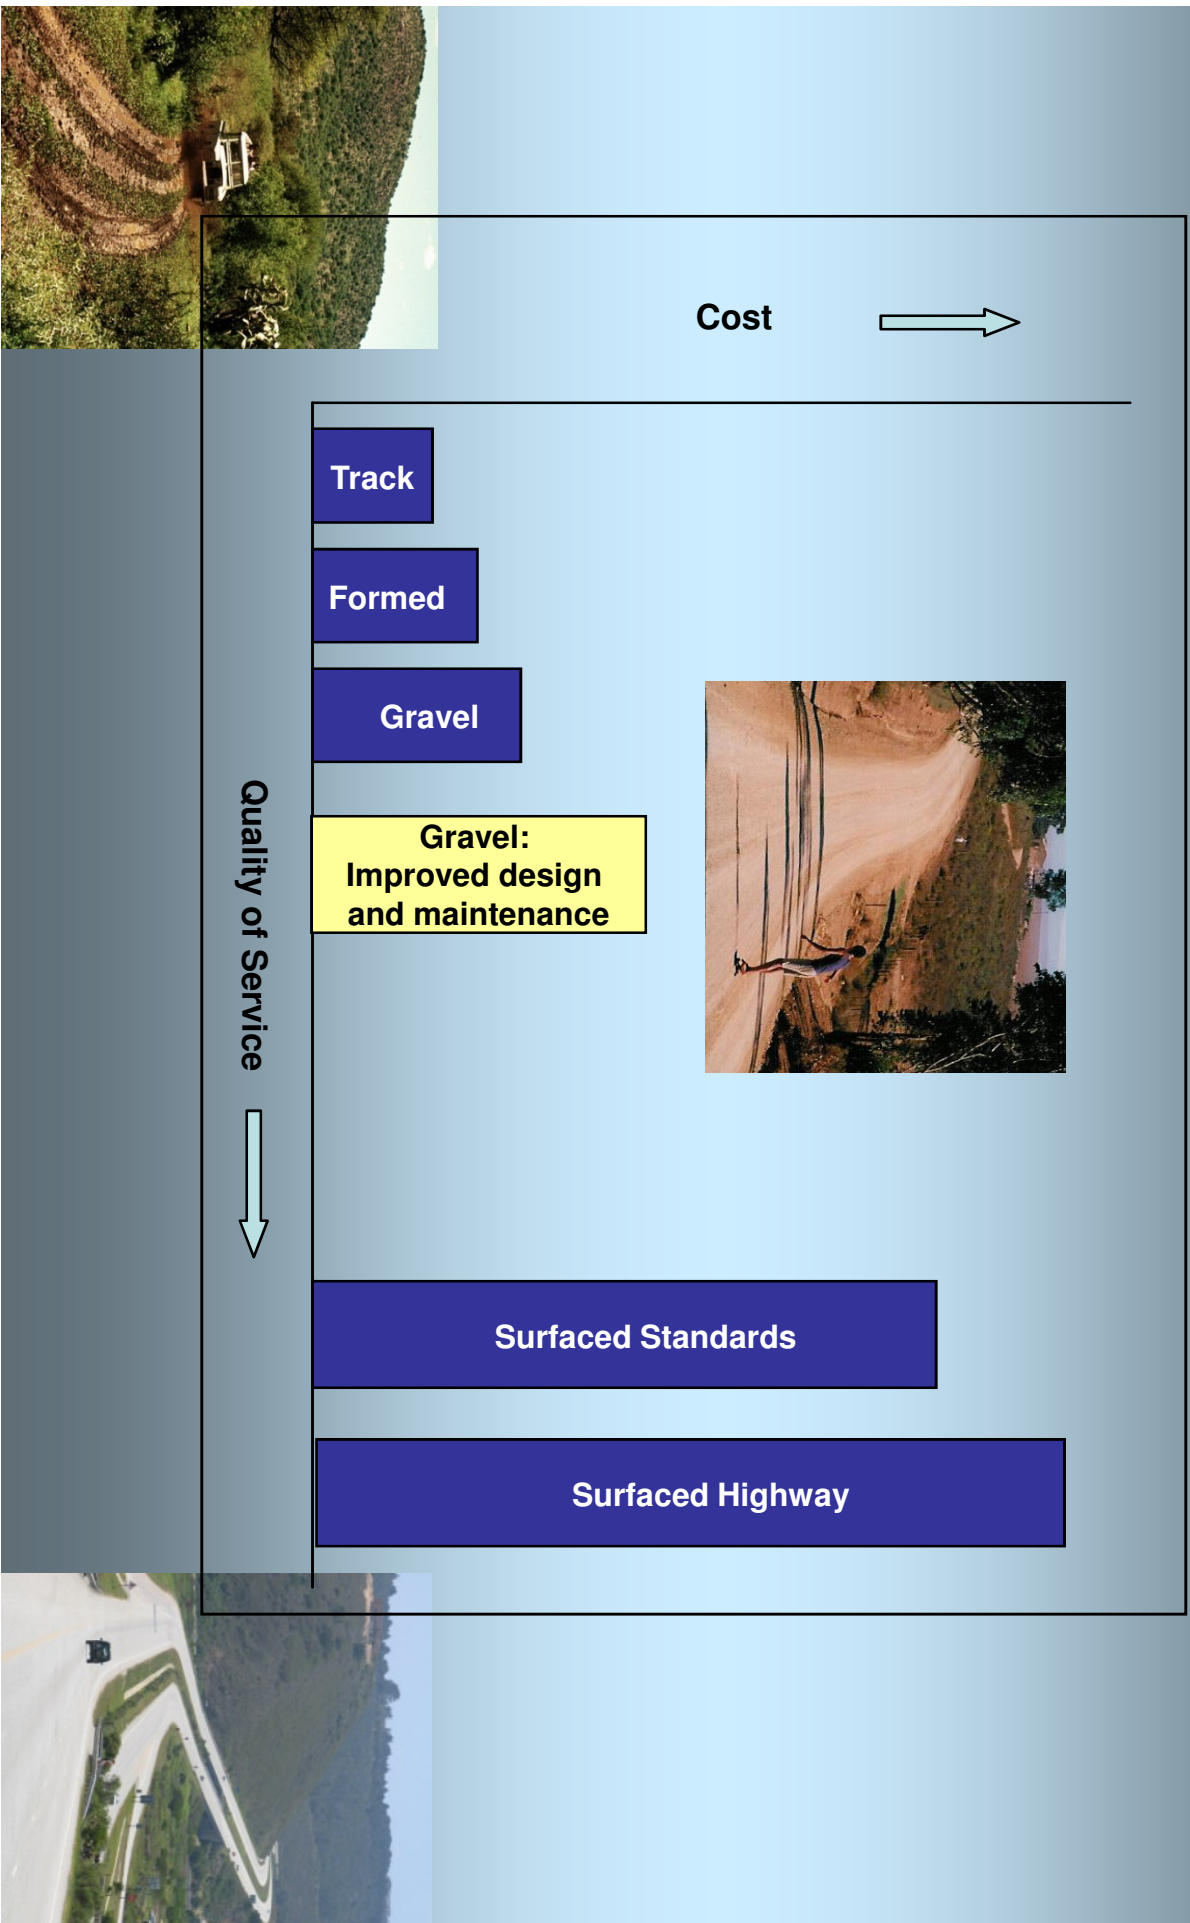 Cost
Track
Formed
Gravel
Gravel:
Improved design
and maintenance
Quality of Service
Surfaced Standards
Surfaced Highway